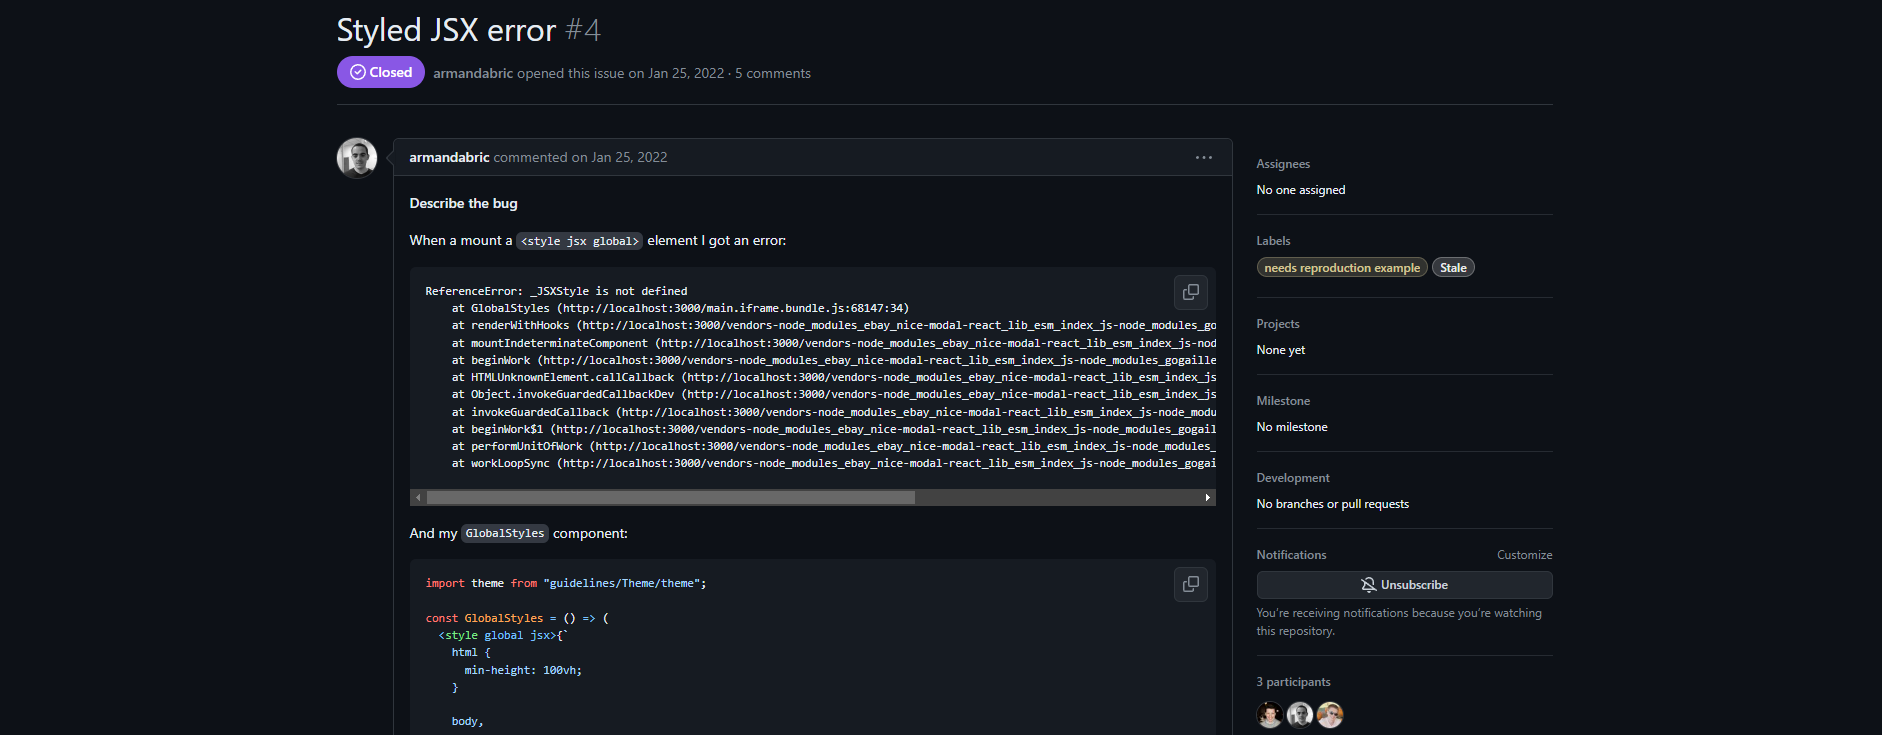 Styled JSX error #4
Closed armandabric opened this issue on Jan 25, 2022 · 5 comments
armandabric commented on Jan 25, 2022
Describe the bug
When a mount a <style jsx global> element I got an error:
ReferenceError: _JSXStyle is not defined
at GlobalStyles (http://localhost:3000/main.iframe.bundle.js:68147:34)
at renderWithHooks (http://localhost:3000/vendors-node_modules_ebay_nice-modal-react_lib_esm_index_js-node_modules_go
at mountIndeterminateComponent (http://localhost:3000/vendors-node_modules_ebay_nice-modal-react_lib_esm_index_js-nod
at beginWork (http://localhost:3000/vendors-node_modules_ebay_nice-modal-react_lib_esm_index_js-node_modules_gogaille
at HTMLUnknownElement.callCallback (http://localhost:3000/vendors-node_modules_ebay_nice-modal-react_lib_esm_index_js
at Object.invokeGuardedCallbackDev (http://localhost:3000/vendors-node_modules_ebay_nice-modal-react_lib_esm_index_js
at invokeGuardedCallback (http://localhost:3000/vendors-node_modules_ebay_nice-modal-react_lib_esm_index_js-node_modu
at beginWork$1 (http://localhost:3000/vendors-node_modules_ebay_nice-modal-react_lib_esm_index_js-node_modules_gogail
at performUnitOfWork (http://localhost:3000/vendors-node_modules_ebay_nice-modal-react_lib_esm_index_js-node_modules_
at workLoopSync (http://localhost:3000/vendors-node_modules_ebay_nice-modal-react_lib_esm_index_js-node_modules_gogai
And my GlobalStyles component:
import theme from "guidelines/Theme/theme";
const GlobalStyles = () => (
<style global jsx>{`
html {
min-height: 100vh;
}
body,
Assignees
No one assigned
Labels
needs reproduction example Stale
Projects
None yet
Milestone
No milestone
Development
No branches or pull requests
Notifications Customize
Unsubscribe
You're receiving notifications because you're watching
this repository.
3 participants